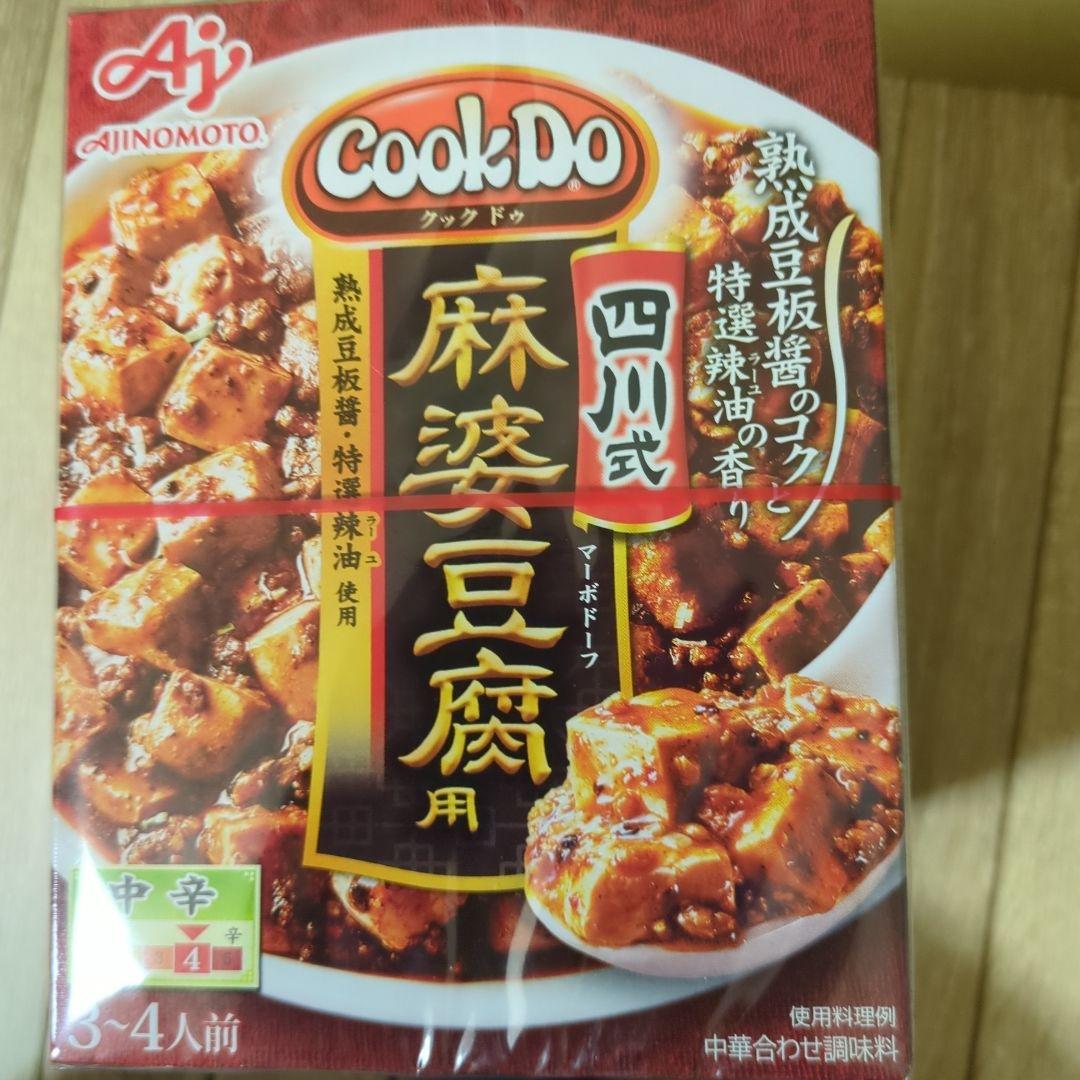 Aj
AJINOMOTO®
CookDo®
クック ドゥ
熟成豆板醤のコクと
特選辣油の香り
ラーユ
四川式
麻婆豆腐用
マーボドーフ
熟成豆板醤・特選辣油使用
ラーユ
中辛
辛
3 4 5
3~4人前
使用料理例
中華合わせ調味料